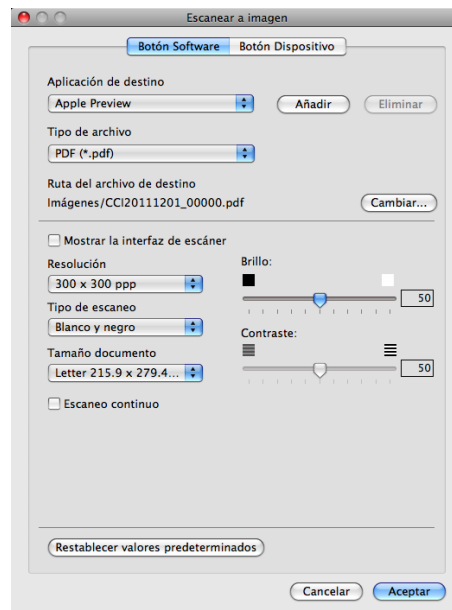 Escanear a imagen
Botón Software Botón Dispositivo
Aplicación de destino
Apple Preview Añadir Eliminar
Tipo de archivo
PDF (*.pdf)
Ruta del archivo de destino
Imágenes/CCI20111201_00000.pdf Cambiar...
Mostrar la interfaz de escáner
Resolución Brillo:
300 x 300 ppp 50
Tipo de escaneo
Blanco y negro Contraste:
Tamaño documento
Letter 215.9 x 279.4... 50
Escaneo continuo
Restablecer valores predeterminados
Cancelar Aceptar